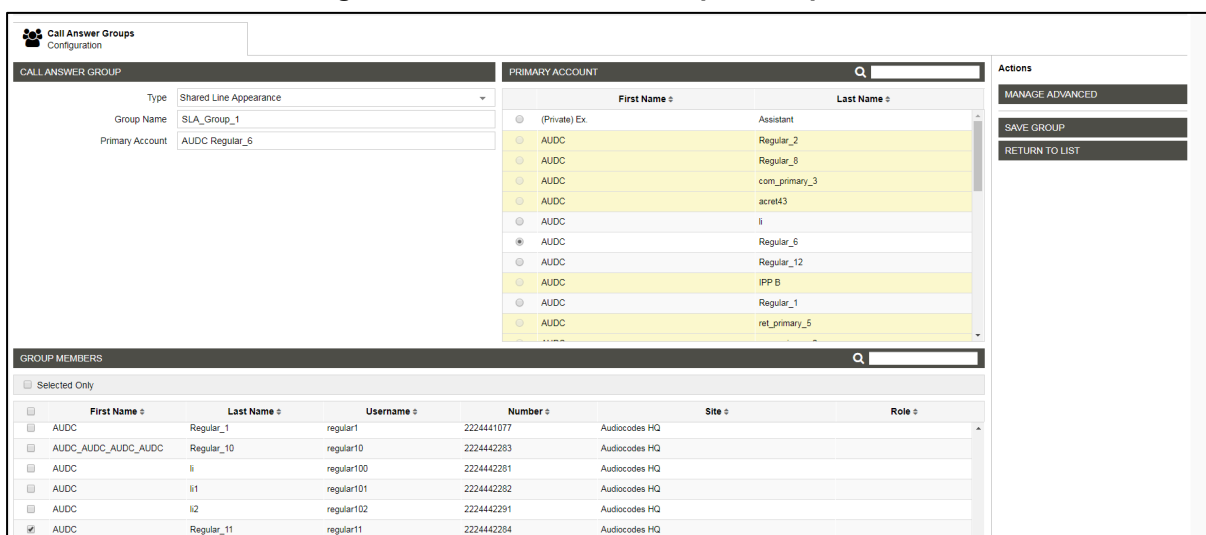 Call Answer Groups
Configuration
CALL ANSWER GROUP
Type Shared Line Appearance
Group Name SLA_Group_1
Primary Account AUDC Regular_6
PRIMARY ACCOUNT
First Name Last Name
(Private) Ex. Assistant
AUDC Regular_2
AUDC Regular_8
AUDC com_primary_3
AUDC acret43
AUDC li
AUDC Regular_6
AUDC Regular_12
AUDC IPP B
AUDC Regular_1
AUDC ret_primary_5
Actions
MANAGE ADVANCED
SAVE GROUP
RETURN TO LIST
GROUP MEMBERS
Selected Only
First Name Last Name Username Number Site Role
AUDC Regular_1 regular1 2224441077 Audiocodes HQ
AUDC_AUDC_AUDC_AUDC Regular_10 regular10 2224442283 Audiocodes HQ
AUDC li regular100 2224442281 Audiocodes HQ
AUDC li1 regular101 2224442282 Audiocodes HQ
AUDC li2 regular102 2224442291 Audiocodes HQ
AUDC Regular_11 regular11 2224442284 Audiocodes HQ